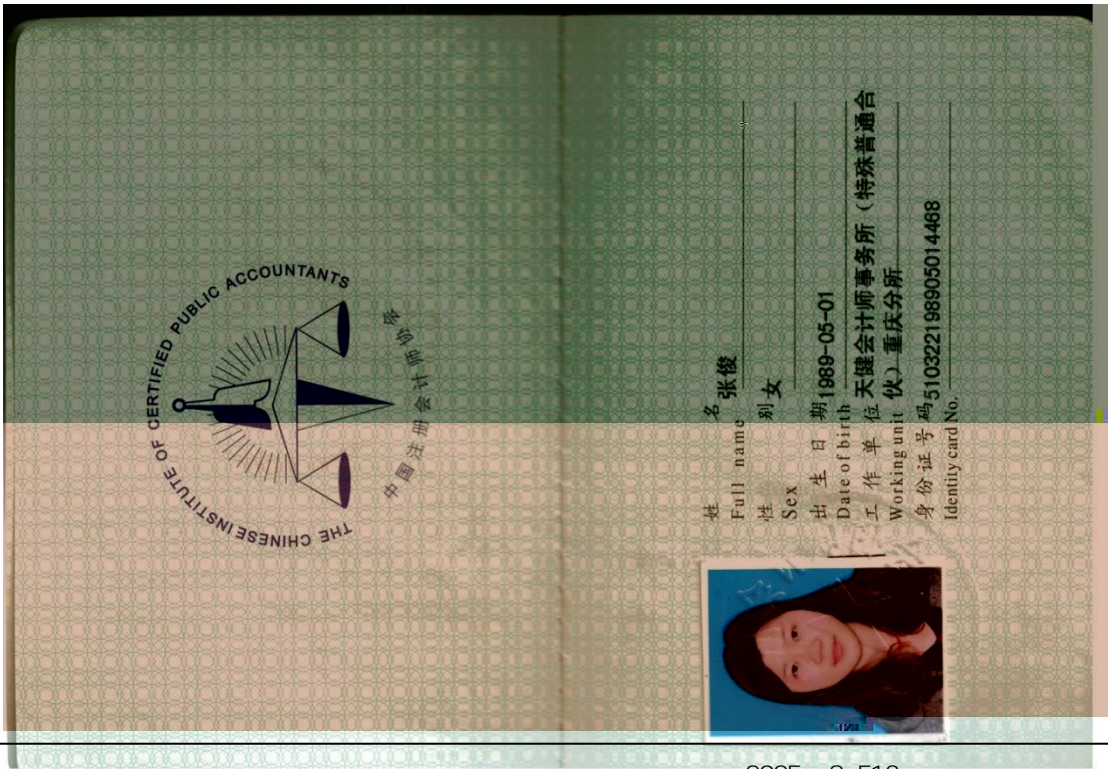 THE CHINESE INSTITUTE OF CERTIFIED PUBLIC ACCOUNTANTS
中国注册会计师协会
姓 名 张俊
Full name
性 别 女
Sex
出 生 日 期 1989-05-01
Date of birth
工 作 单 位 天健会计师事务所（特殊普通合
Working unit 伙）重庆分所
身 份 证 号 码 510322198905014468
Identity card No.